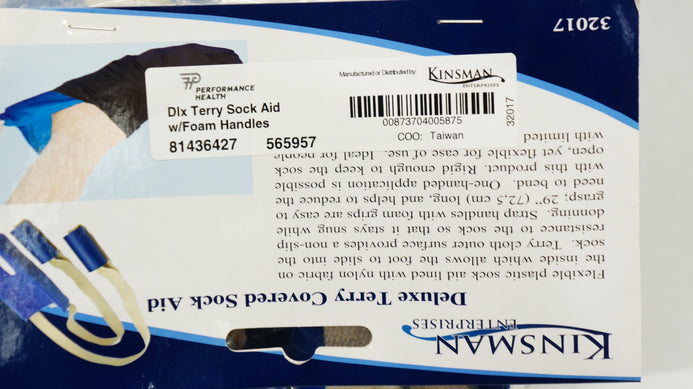 PERFORMANCE
HEALTH
Dlx Terry Sock Aid
w/Foam Handles
81436427 565957
Manufactured or Distributed by:
KINSMAN
ENTERPRISES
00873704005875
COO: Taiwan
32017
32017
KINSMAN
ENTERPRISES
Deluxe Terry Covered Sock Aid
Flexible plastic sock aid lined with nylon fabric on
the inside which allows the foot to slide into the
sock. Terry cloth outer surface provides a non-slip
resistance to the sock so that it stays snug while
donning. Strap handles with foam grips are easy to
grasp; 29" (72,5 cm) long, and helps to reduce the
need to bend. One-handed application is possible
with this product. Rigid enough to keep the sock
open, yet flexible for ease of use. Ideal for people
with limited